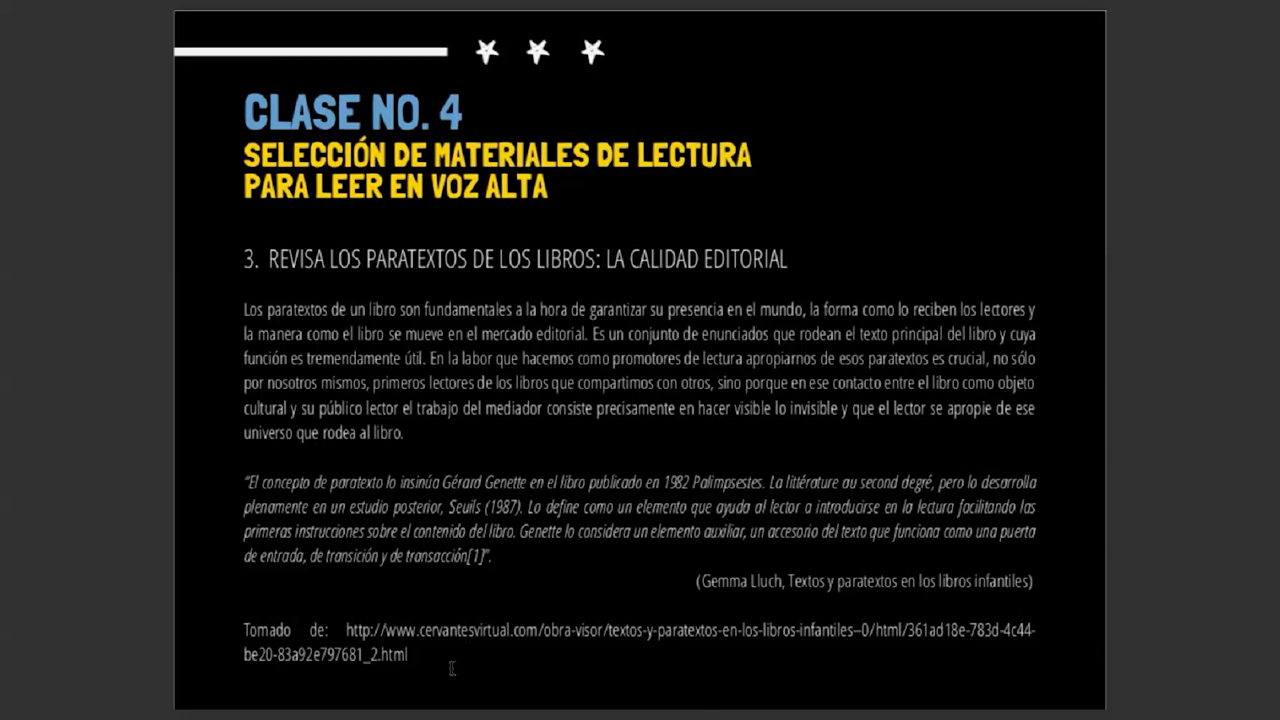 CLASE NO. 4
SELECCIÓN DE MATERIALES DE LECTURA
PARA LEER EN VOZ ALTA
3. REVISA LOS PARATEXTOS DE LOS LIBROS: LA CALIDAD EDITORIAL
Los paratextos de un libro son fundamentales a la hora de garantizar su presencia en el mundo, la forma como lo reciben los lectores y
la manera como el libro se mueve en el mercado editorial. Es un conjunto de enunciados que rodean el texto principal del libro y cuya
función es tremendamente útil. En la labor que hacemos como promotores de lectura apropiarnos de esos paratextos es crucial, no sólo
por nosotros mismos, primeros lectores de los libros que compartimos con otros, sino porque en ese contacto entre el libro como objeto
cultural y su público lector el trabajo del mediador consiste precisamente en hacer visible lo invisible y que el lector se apropie de ese
universo que rodea al libro.
“El concepto de paratexto lo insinúa Gérard Genette en el libro publicado en 1982 Palimpsestes. La littérature au second degré, pero lo desarrolla
plenamente en un estudio posterior, Seuils (1987). Lo define como un elemento que ayuda al lector a introducirse en la lectura facilitando las
primeras instrucciones sobre el contenido del libro. Genette lo considera un elemento auxiliar, un accesorio del texto que funciona como una puerta
de entrada, de transición y de transacción[1]”.
(Gemma Lluch, Textos y paratextos en los libros infantiles)
Tomado de: http://www.cervantesvirtual.com/obra-visor/textos-y-paratextos-en-los-libros-infantiles--0/html/361ad18e-783d-4c44-
be20-83a92e797681_2.html